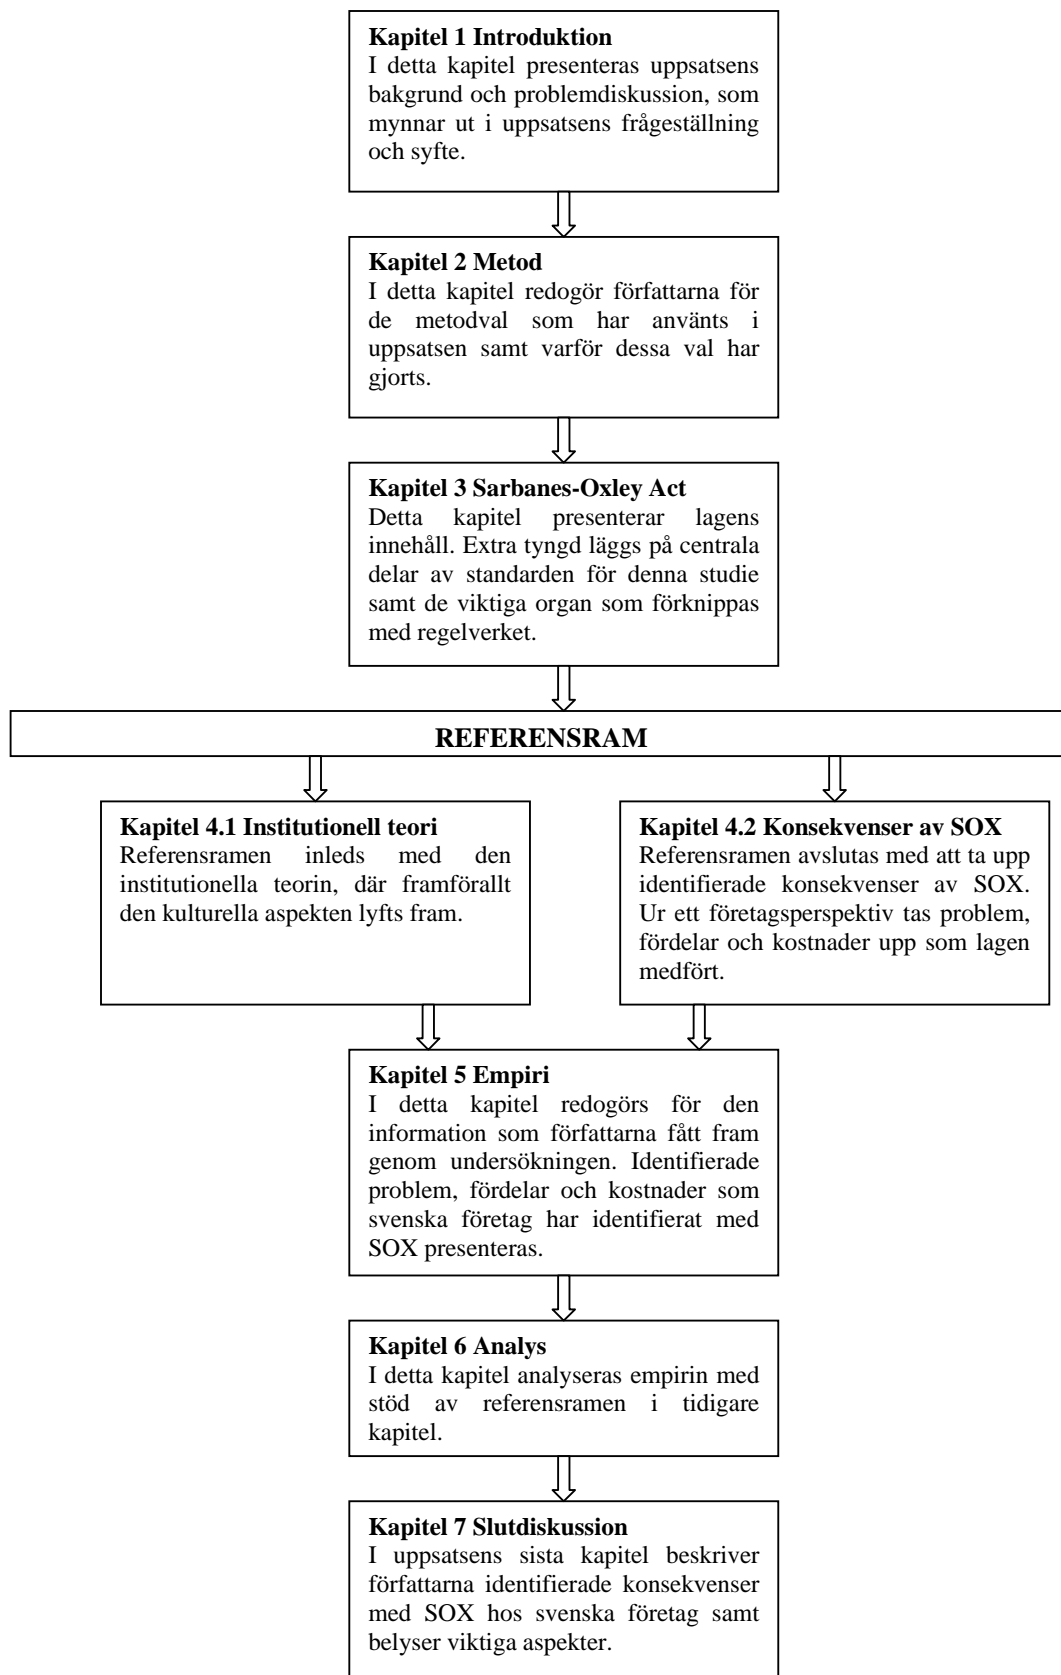 Kapitel 1 Introduktion
I detta kapitel presenteras uppsatsens
bakgrund och problemdiskussion, som
mynnar ut i uppsatsens frågeställning
och syfte.
Kapitel 2 Metod
I detta kapitel redogör författarna för
de metodval som har använts i
uppsatsen samt varför dessa val har
gjorts.
Kapitel 3 Sarbanes-Oxley Act
Detta kapitel presenterar lagens
innehåll. Extra tyngd läggs på centrala
delar av standarden för denna studie
samt de viktiga organ som förknippas
med regelverket.
REFERENSRAM
Kapitel 4.1 Institutionell teori
Referensramen inleds med den
institutionella teorin, där framförallt
den kulturella aspekten lyfts fram.
Kapitel 4.2 Konsekvenser av SOX
Referensramen avslutas med att ta upp
identifierade konsekvenser av SOX.
Ur ett företagsperspektiv tas problem,
fördelar och kostnader upp som lagen
medfört.
Kapitel 5 Empiri
I detta kapitel redogörs för den
information som författarna fått fram
genom undersökningen. Identifierade
problem, fördelar och kostnader som
svenska företag har identifierat med
SOX presenteras.
Kapitel 6 Analys
I detta kapitel analyseras empirin med
stöd av referensramen i tidigare
kapitel.
Kapitel 7 Slutdiskussion
I uppsatsens sista kapitel beskriver
författarna identifierade konsekvenser
med SOX hos svenska företag samt
belyser viktiga aspekter.